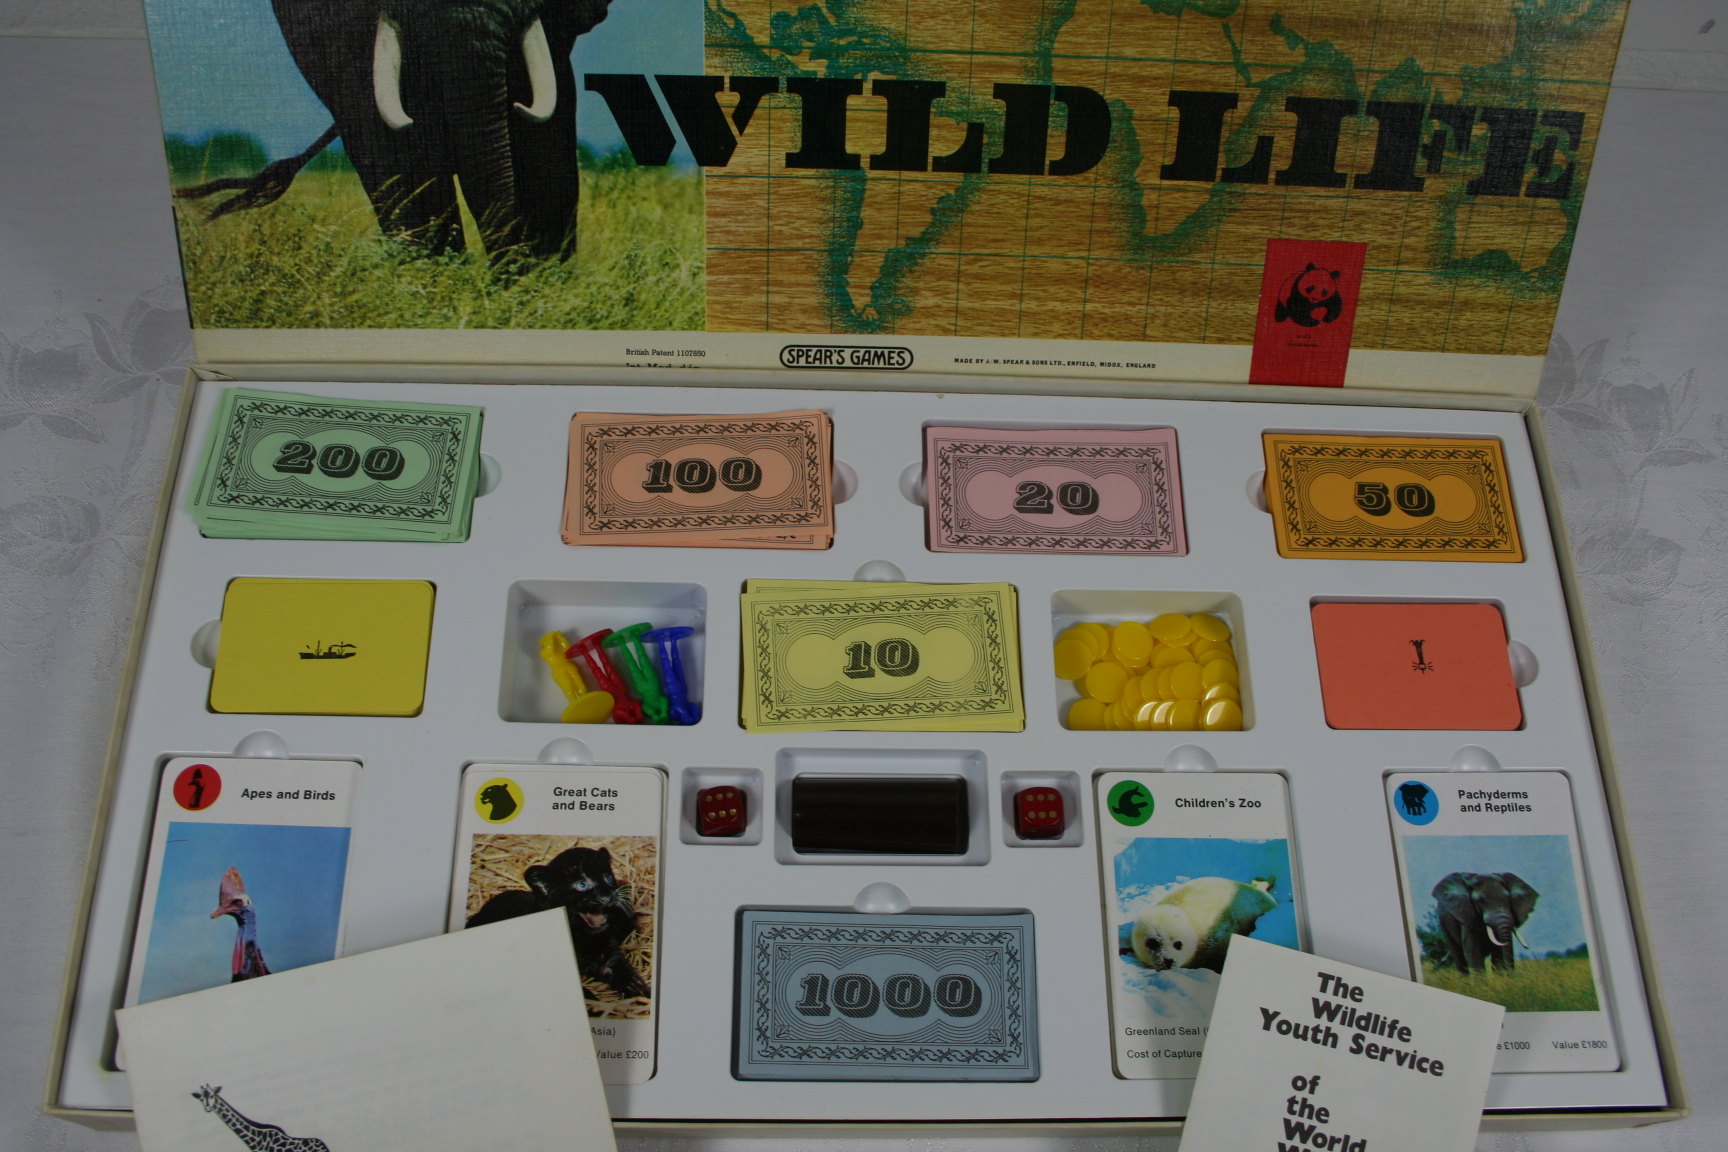 WILD LIFE
British Patent 1107850
SPEAR'S GAMES
MADE BY J. W. SPEAR & SONS LTD., ENFIELD, MIDDX, ENGLAND
200
100
20
50
10
Apes and Birds
Great Cats
and Bears
Children's Zoo
Pachyderms
and Reptiles
1000
Asia)
Value £200
Greenland Seal
Cost of Capture
£1000 Value £1800
The
Wildlife
Youth Service
of
the
World